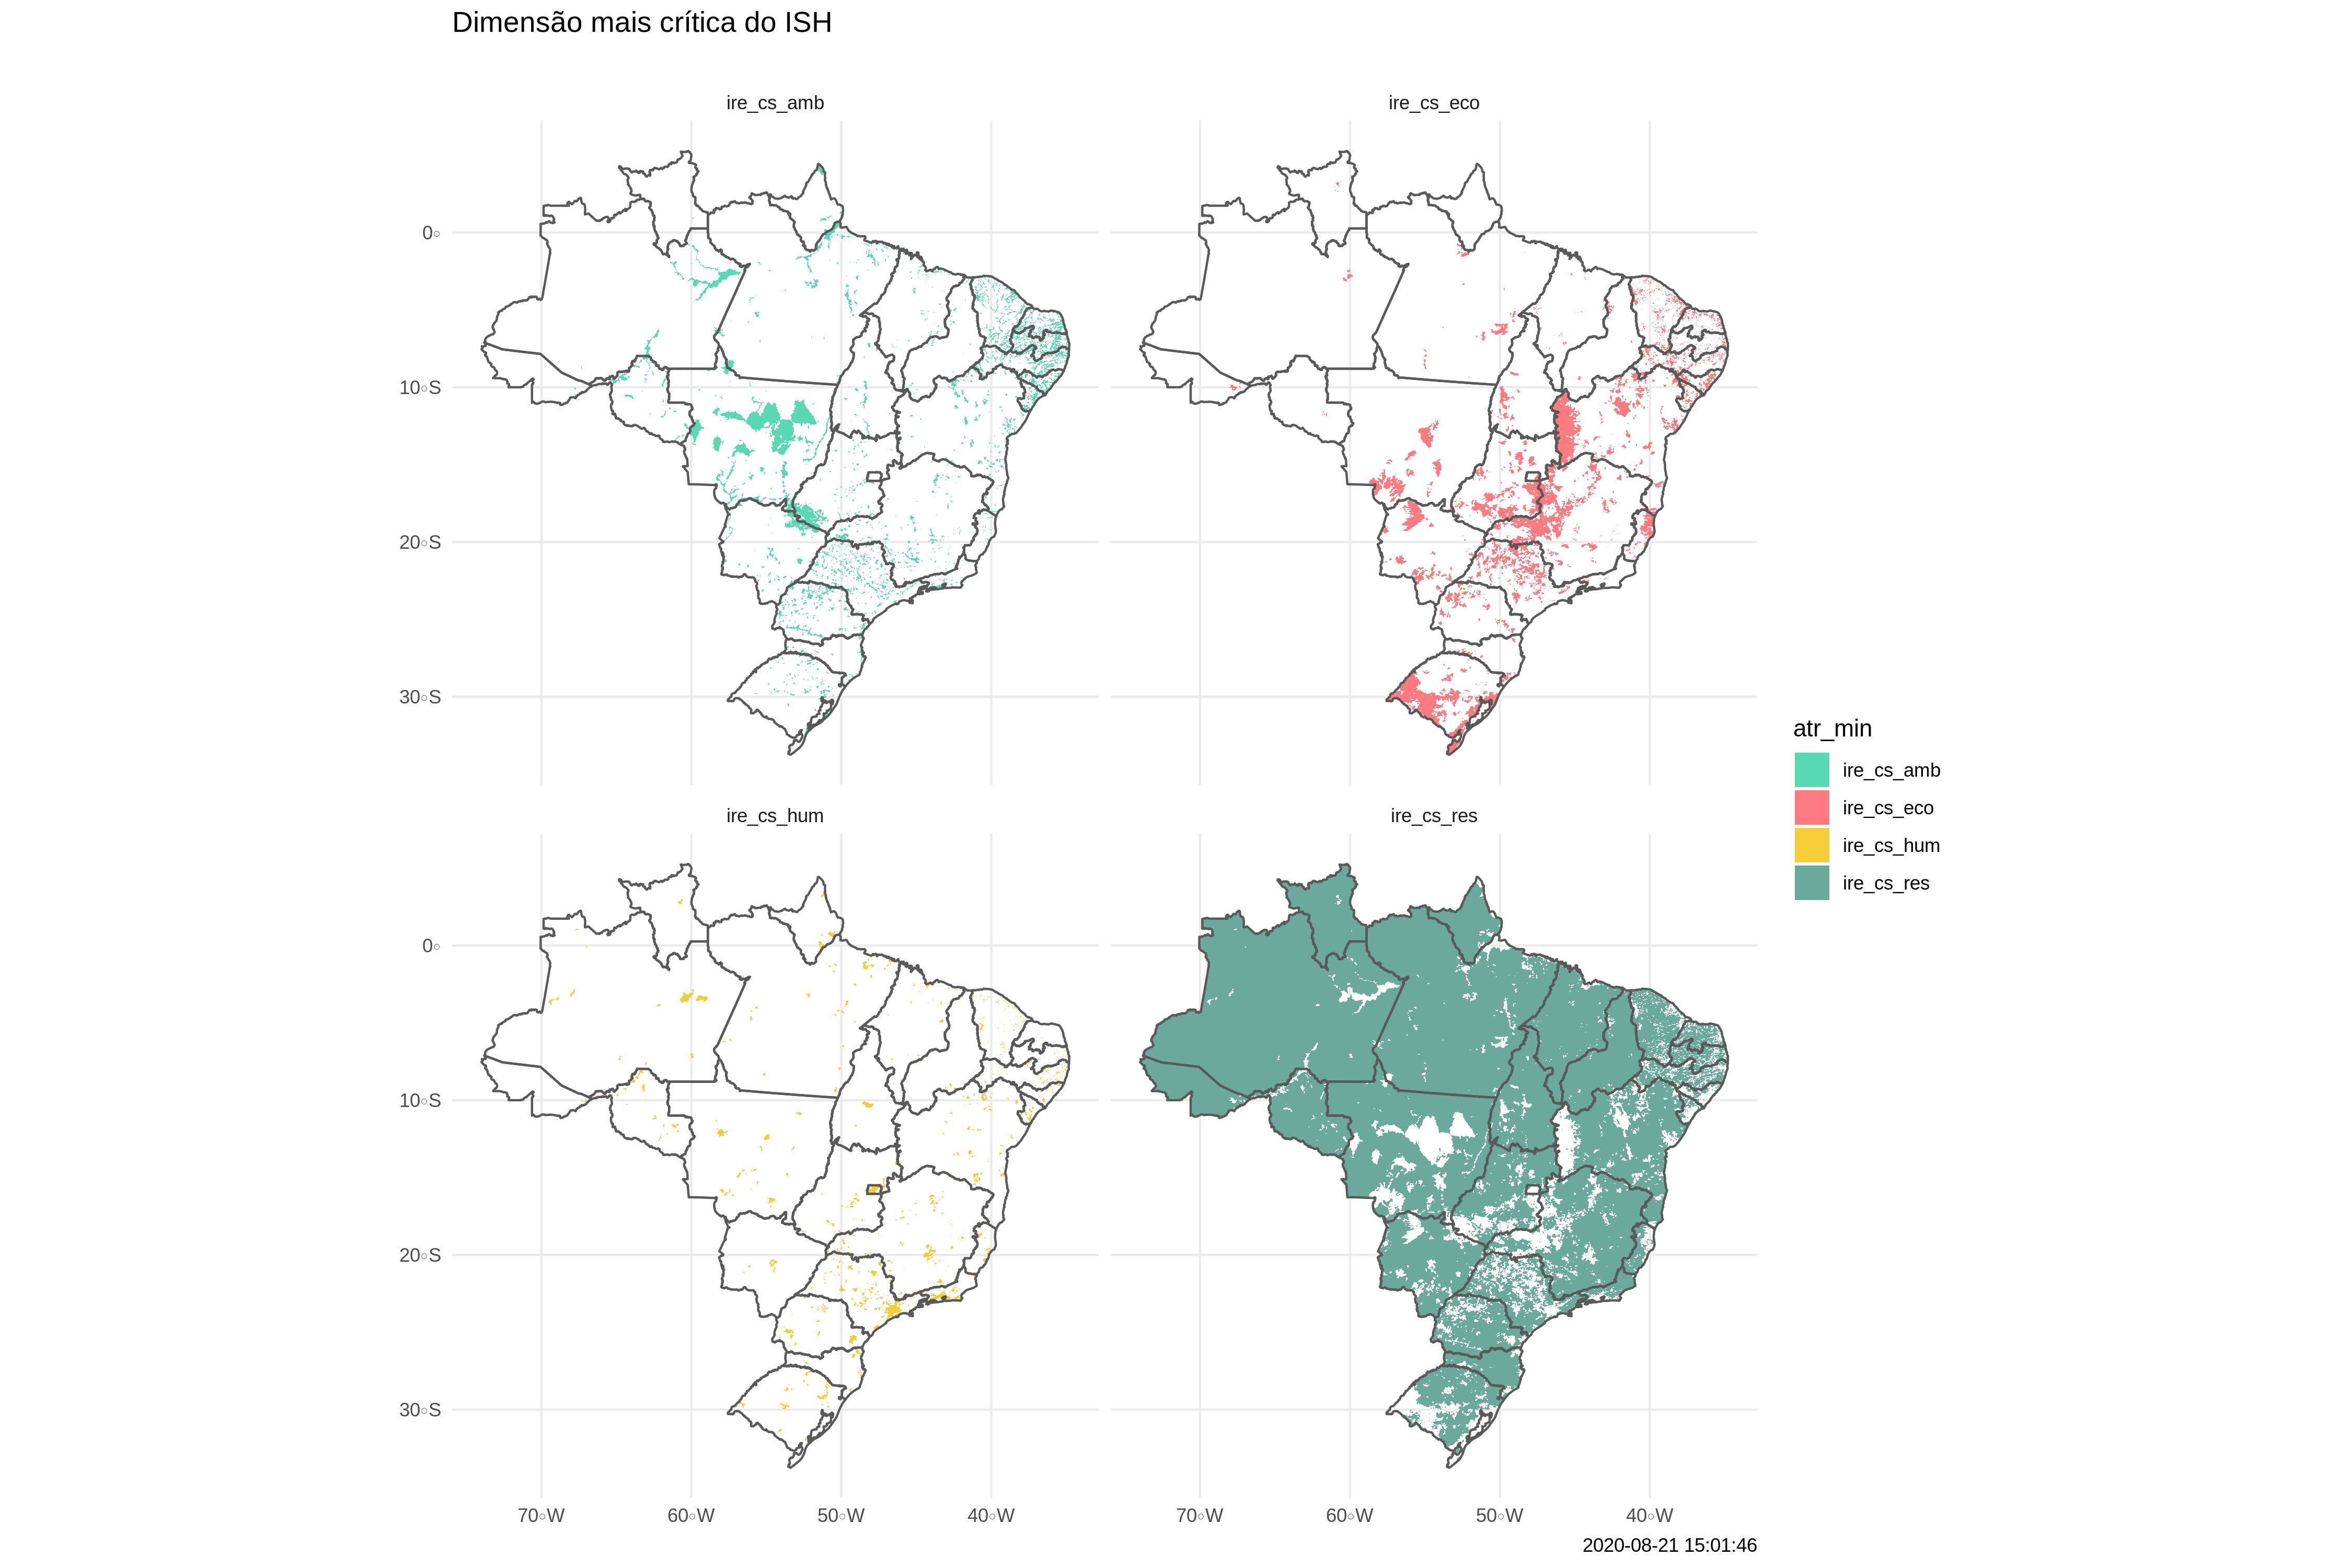 Dimensão mais crítica do ISH
ire_cs_amb
ire_cs_eco
0○
10○S
20○S
30○S
ire_cs_hum
ire_cs_res
0○
10○S
20○S
30○S
70○W
60○W
50○W
40○W
70○W
60○W
50○W
40○W
atr_min
ire_cs_amb
ire_cs_eco
ire_cs_hum
ire_cs_res
2020-08-21 15:01:46